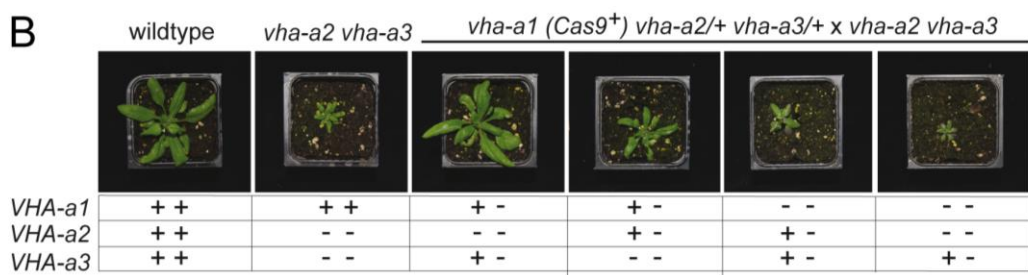 B
wildtype vha-a2 vha-a3 vha-a1 (Cas9⁺) vha-a2/+ vha-a3/+ x vha-a2 vha-a3
VHA-a1 + + + + + - + - - - - -
VHA-a2 + + - - - - + - + - - -
VHA-a3 + + - - + - - - + - + -